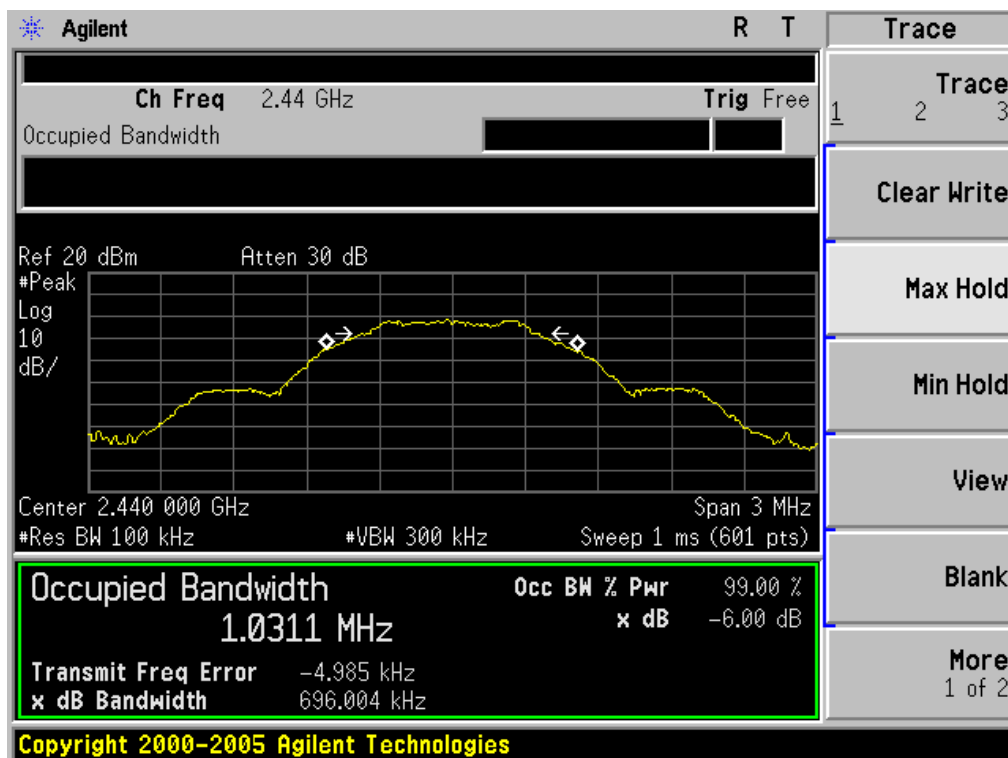 Agilent R T Trace
Ch Freq 2.44 GHz Trig Free
Occupied Bandwidth
Trace
1 2 3
Clear Write
Max Hold
Min Hold
View
Blank
More
1 of 2
Ref 20 dBm Atten 30 dB
#Peak
Log
10
dB/
Center 2.440 000 GHz Span 3 MHz
#Res BW 100 kHz #VBW 300 kHz Sweep 1 ms (601 pts)
Occupied Bandwidth Occ BW % Pwr 99.00 %
1.0311 MHz x dB -6.00 dB
Transmit Freq Error -4.985 kHz
x dB Bandwidth 696.004 kHz
Copyright 2000-2005 Agilent Technologies